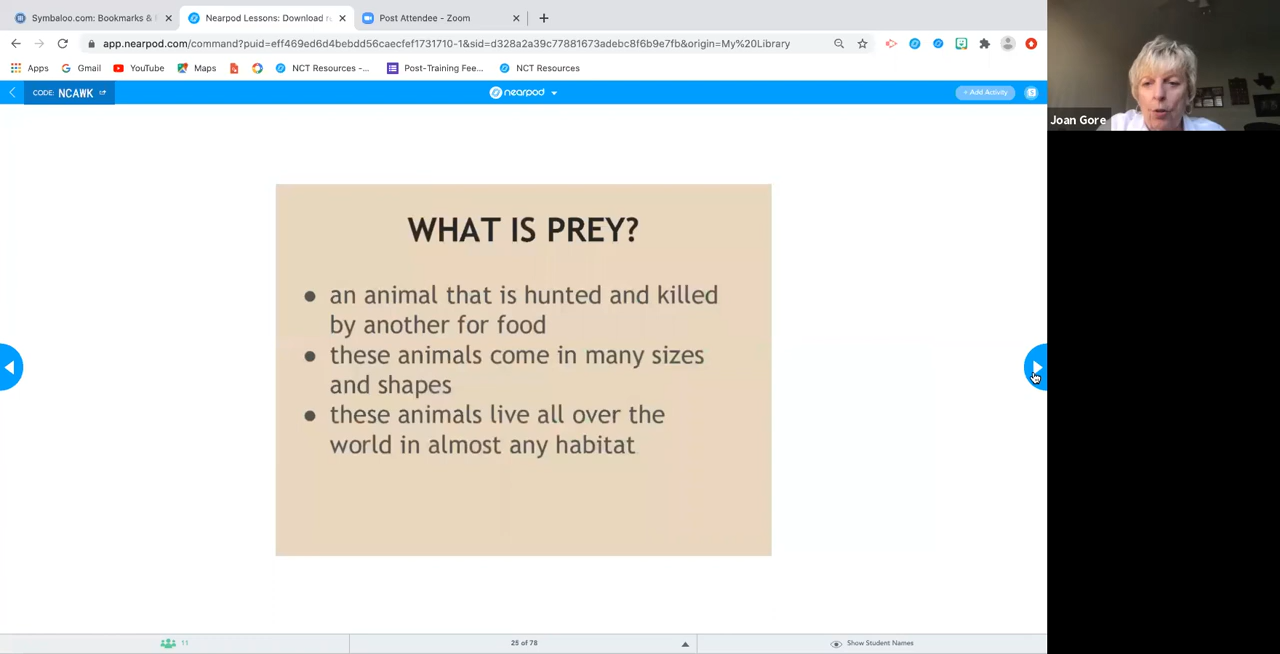 Symbaloo.com: Bookmarks &
Nearpod Lessons: Download
Post Attendee - Zoom
app.nearpod.com/command?puid=eff469ed6d4bebdd56caecfef1731710-1&sid=d328a2a39c77881673adebc8f6b9e7fb&origin=My%20Library
Apps
Gmail
YouTube
Maps
NCT Resources -...
Post-Training Fee...
NCT Resources
CODE: NCAWK
nearpod
+ Add Activity
Joan Gore
WHAT IS PREY?
● an animal that is hunted and killed
by another for food
● these animals come in many sizes
and shapes
● these animals live all over the
world in almost any habitat
11
25 of 78
Show Student Names